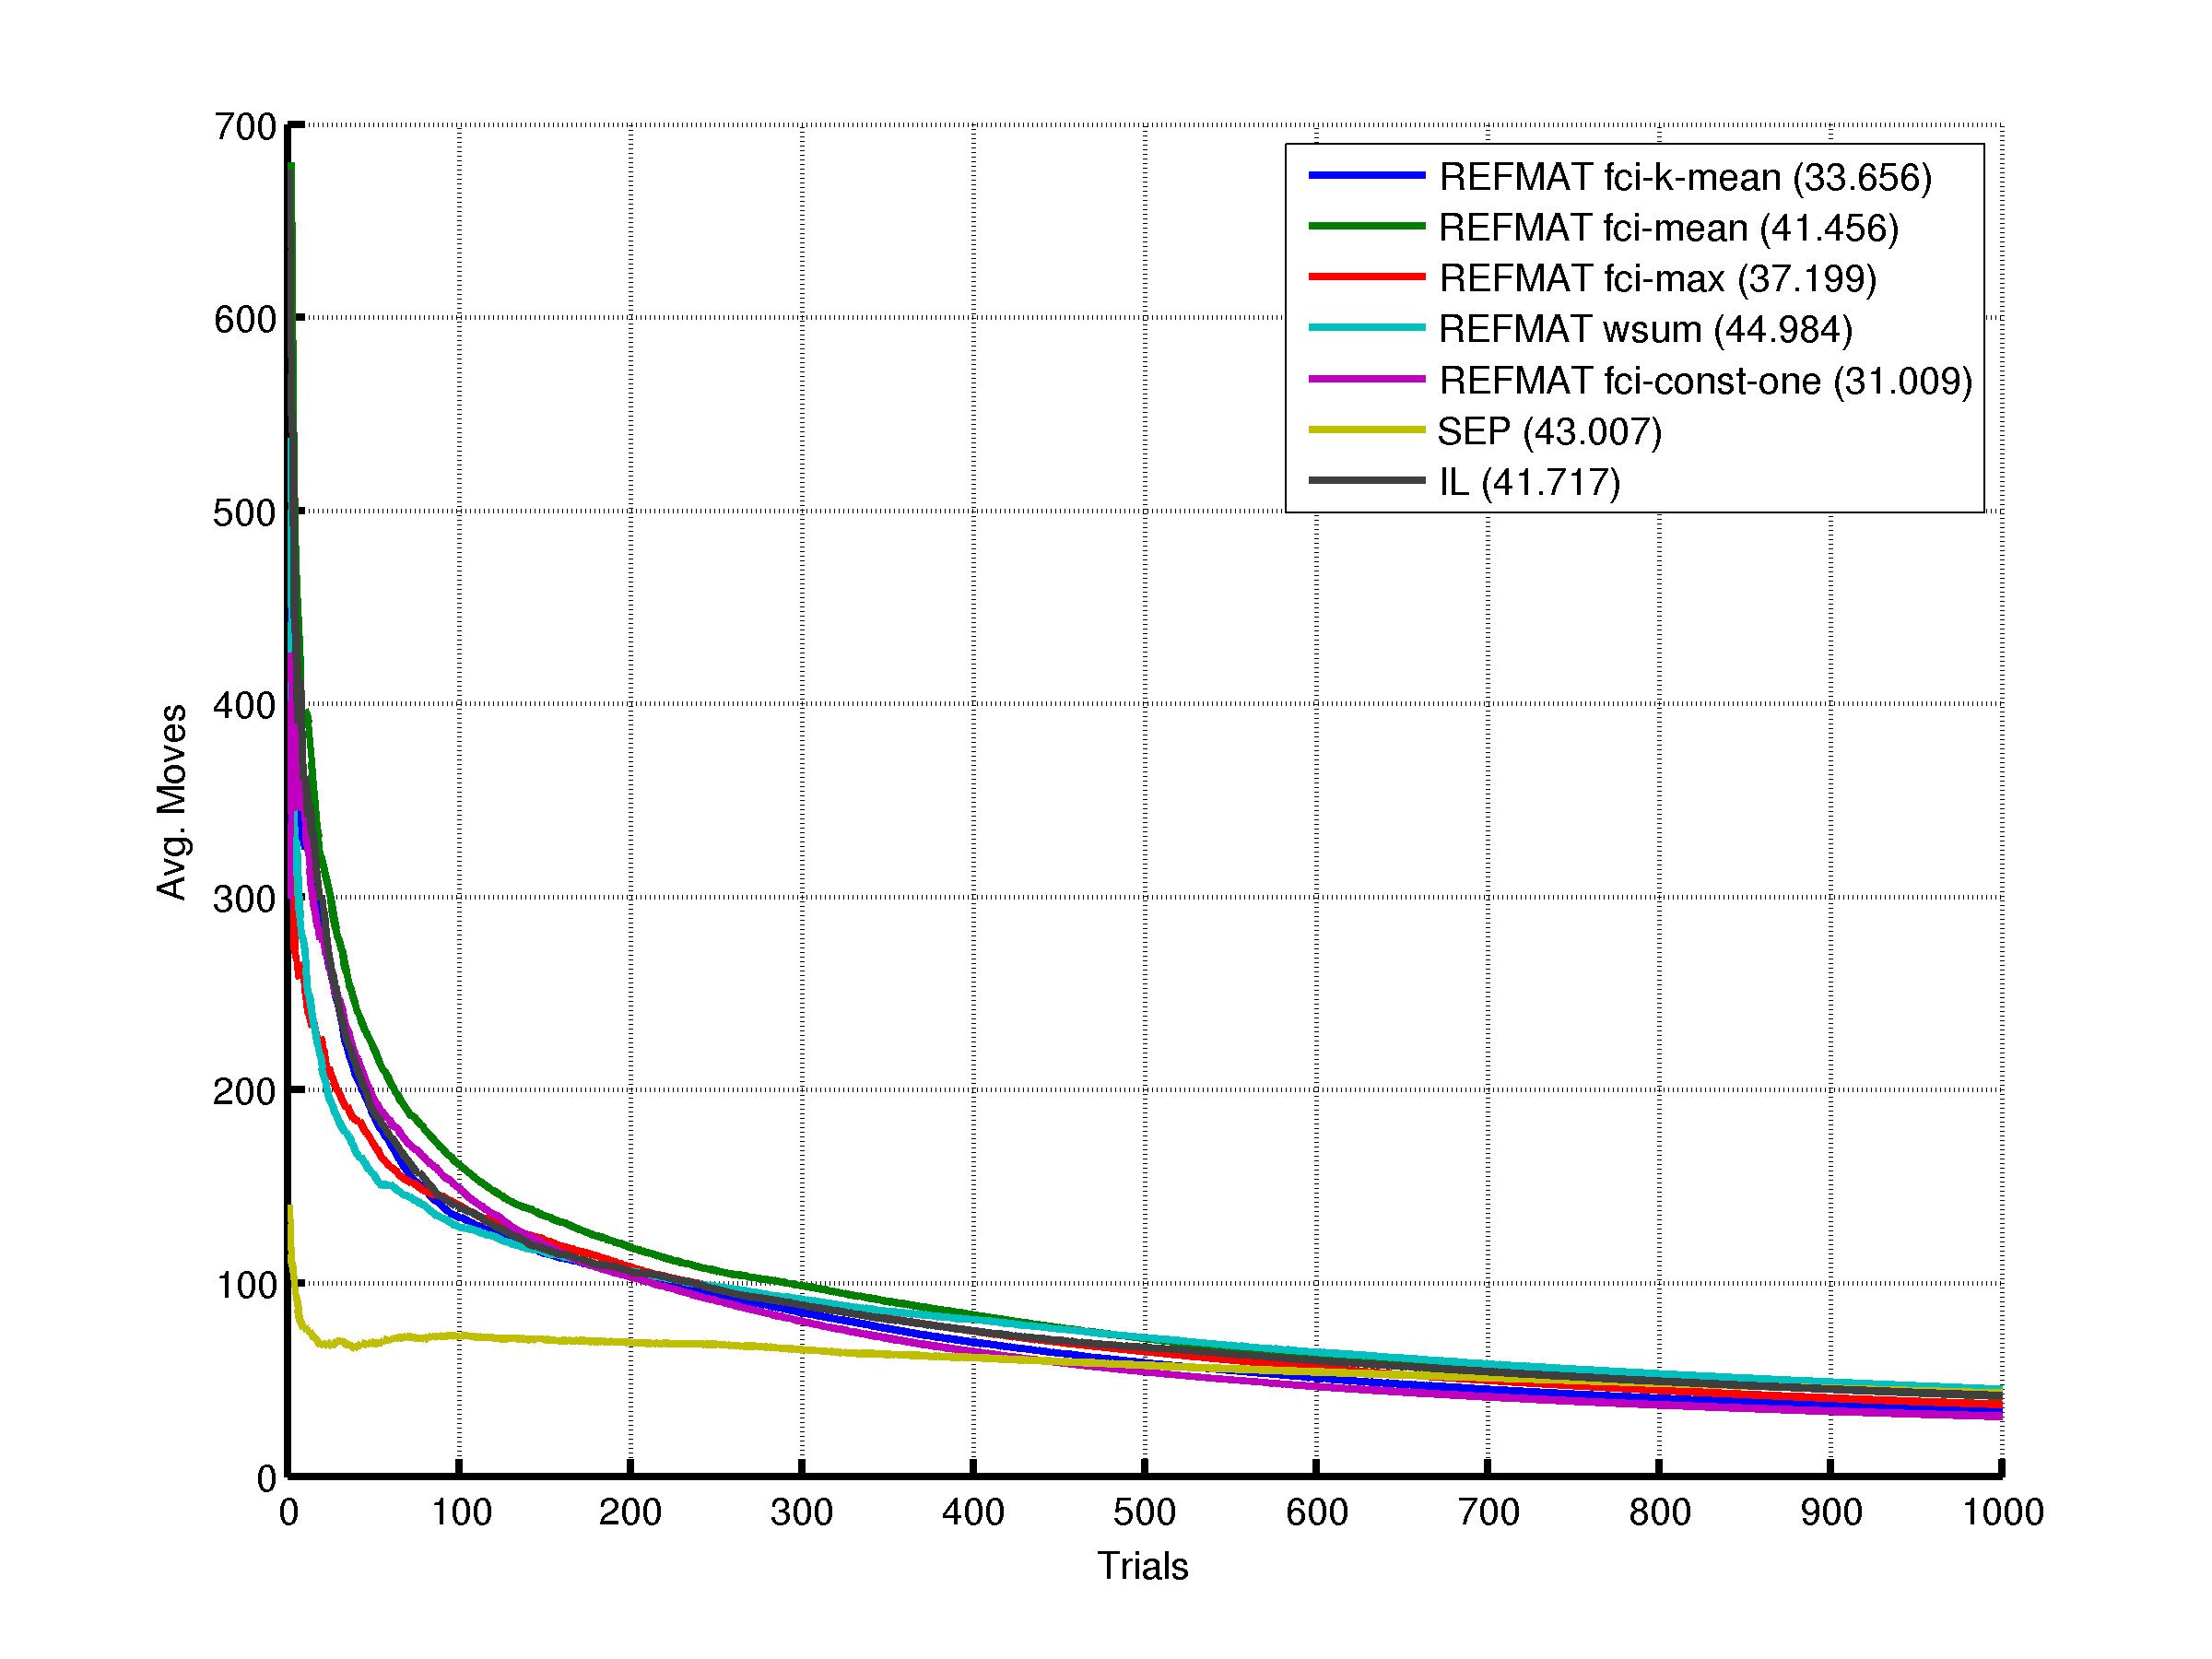 700
600
500
400
300
200
100
0
Avg. Moves
REFMAT fci-k-mean (33.656)
REFMAT fci-mean (41.456)
REFMAT fci-max (37.199)
REFMAT wsum (44.984)
REFMAT fci-const-one (31.009)
SEP (43.007)
IL (41.717)
0 100 200 300 400 500 600 700 800 900 1000
Trials